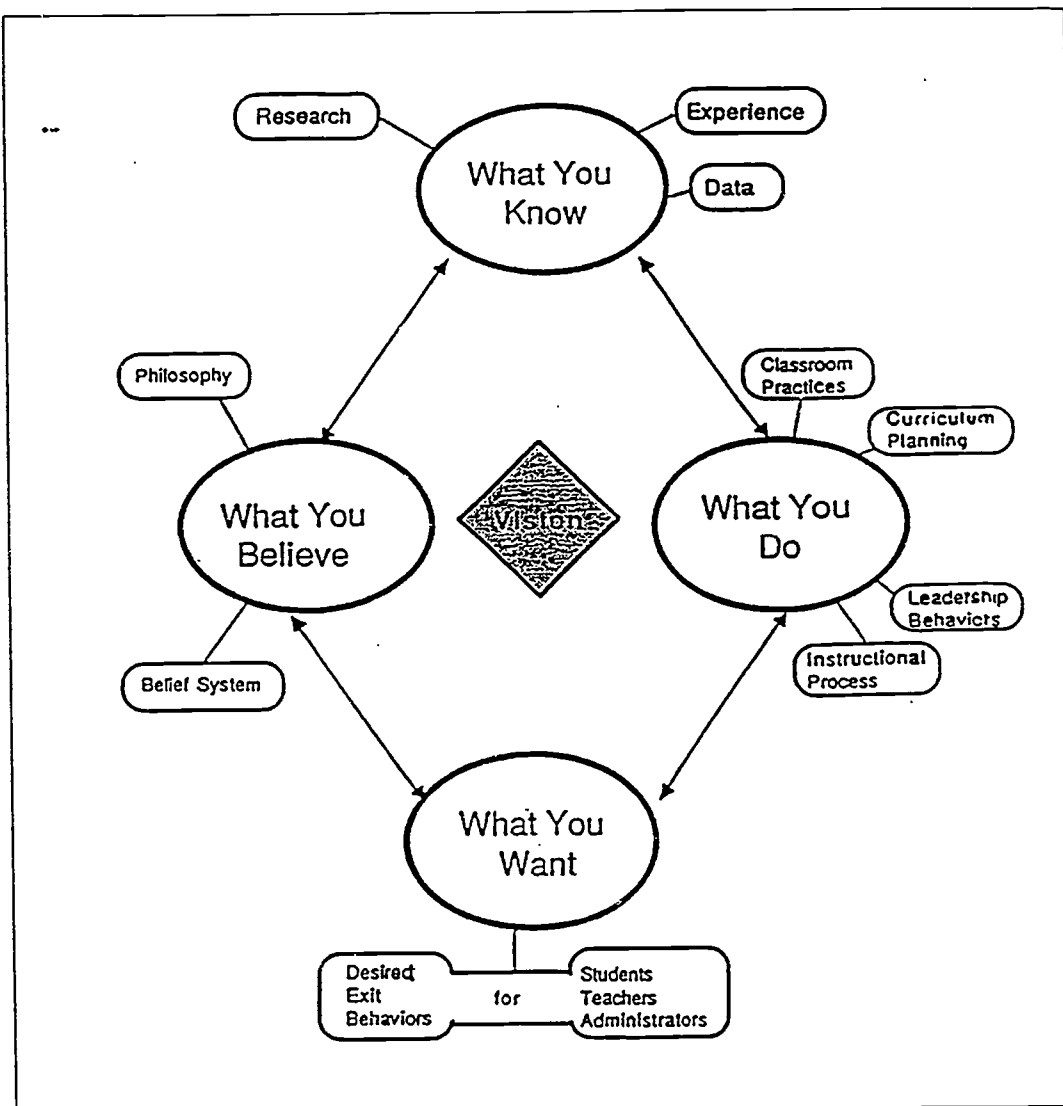 Research
Experience
What You
Know
Data
Philosophy
Classroom
Practices
Curriculum
Planning
What You
Believe
Vision
What You
Do
Leadership
Behaviors
Instructional
Process
Belief System
What You
Want
Desired
Exit
Behaviors
for
Students
Teachers
Administrators